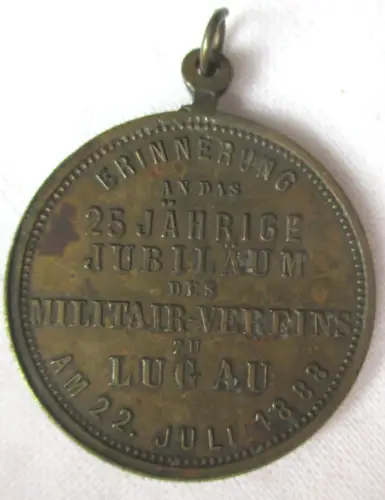 ERINNERUNG
AN DAS
25 JÄHRIGE
JUBILÄUM
DES
MILITAIR-VEREINS
ZU
LUGAU
AM 22. JULI 1888